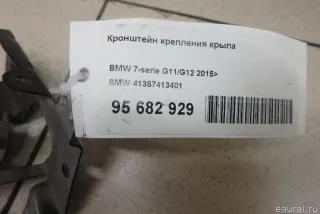 Кронштейн крепления крыла
BMW 7-serie G11/G12 2015>
BMW 41357413401
95 682 929
eaural.ru